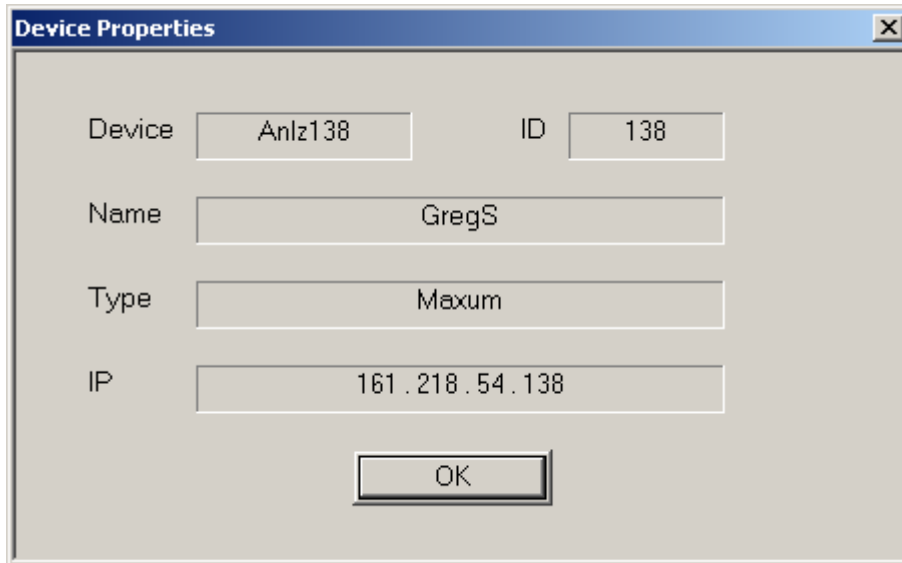 Device Properties
Device Anlz138 ID 138
Name GregS
Type Maxum
IP 161 . 218 . 54 . 138
OK